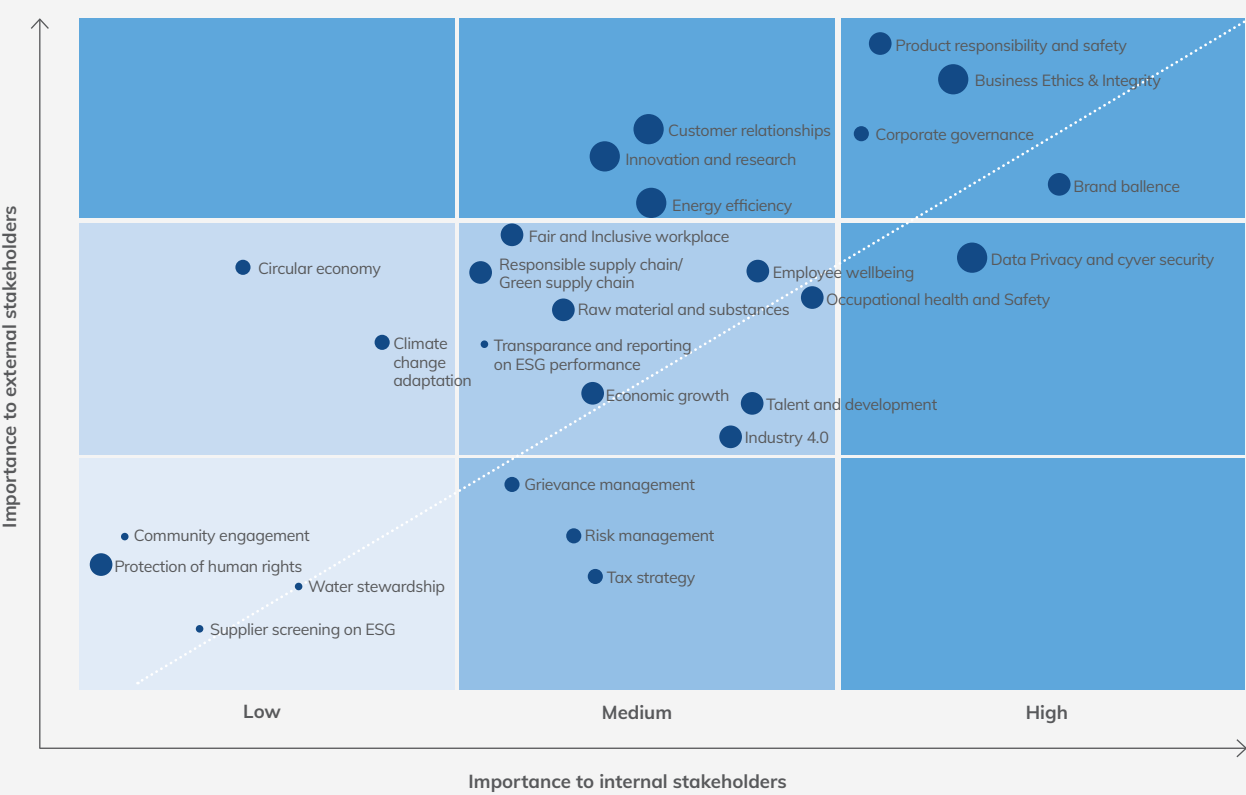 Product responsibility and safety
Business Ethics & Integrity
Customer relationships
Corporate governance
Innovation and research
Brand ballence
Energy efficiency
Fair and Inclusive workplace
Circular economy
Responsible supply chain/
Green supply chain
Employee wellbeing
Data Privacy and cyver security
Occupational health and Safety
Raw material and substances
Climate
change
adaptation
Transparance and reporting
on ESG performance
Economic growth
Talent and development
Industry 4.0
Grievance management
Community engagement
Risk management
Protection of human rights
Tax strategy
Water stewardship
Supplier screening on ESG
Importance to external stakeholders
Low
Medium
High
Importance to internal stakeholders